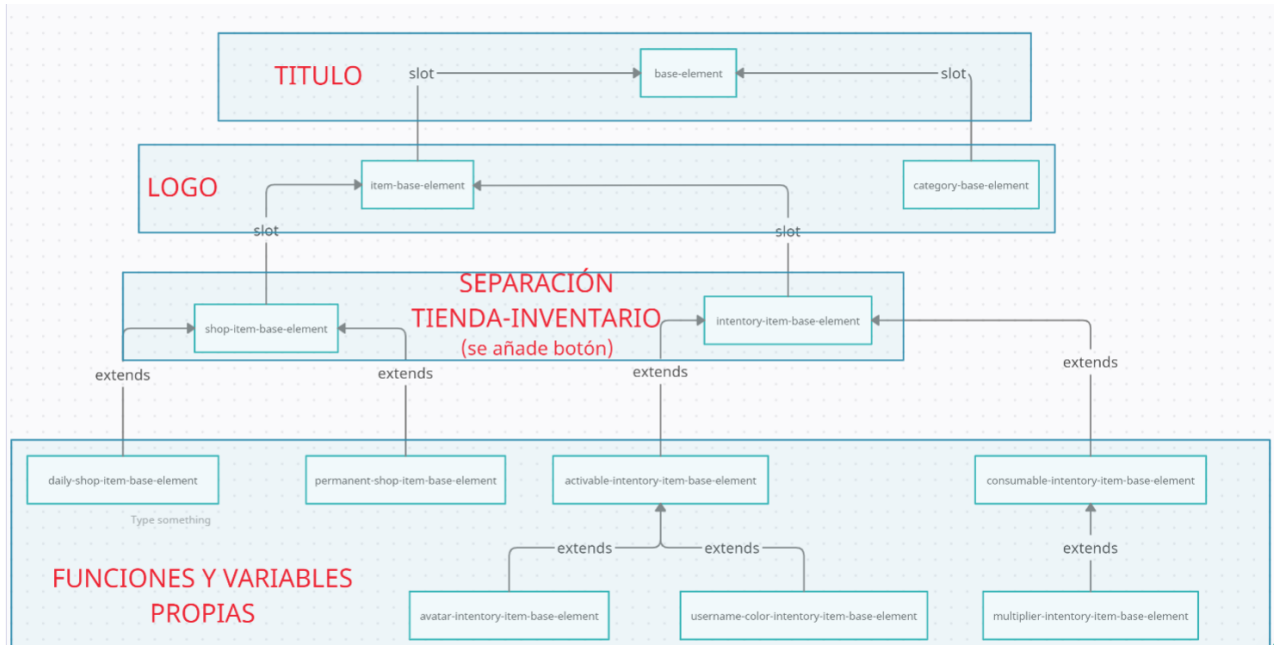 TITULO
slot
base-element
slot
LOGO
item-base-element
category-base-element
slot
slot
SEPARACIÓN
TIENDA-INVENTARIO
(se añade botón)
shop-item-base-element
intentory-item-base-element
extends
extends
extends
extends
daily-shop-item-base-element
permanent-shop-item-base-element
activable-intentory-item-base-element
consumable-intentory-item-base-element
Type something
extends
extends
extends
FUNCIONES Y VARIABLES
PROPIAS
avatar-intentory-item-base-element
username-color-intentory-item-base-element
multiplier-intentory-item-base-element